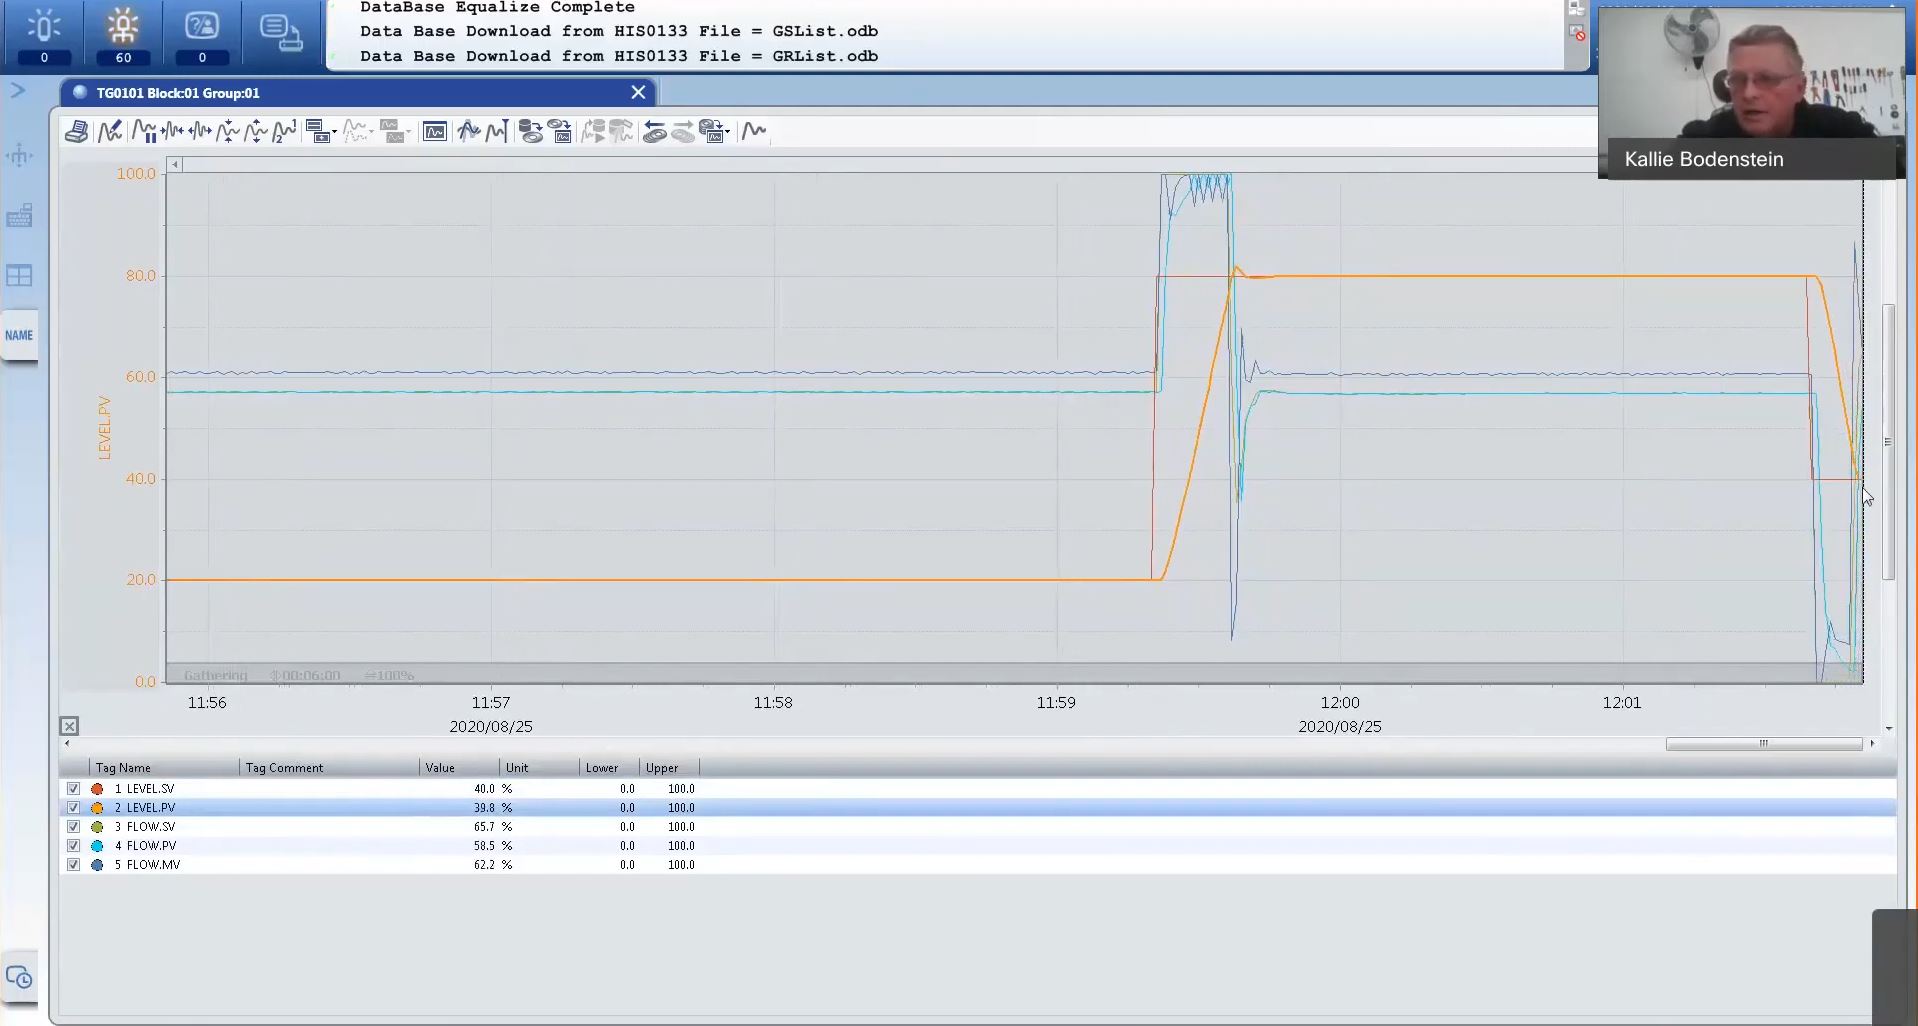 DataBase Equalize Complete
Data Base Download from HIS0133 File = GSList.odb
Data Base Download from HIS0133 File = GRList.odb
0 60 0
Kallie Bodenstein
TG0101 Block:01 Group:01
NAME
LEVEL.PV
100.0
80.0
60.0
40.0
20.0
0.0
Gathering 00:06:00 100%
11:56 11:57 11:58 11:59 12:00 12:01
2020/08/25 2020/08/25
Tag Name Tag Comment Value Unit Lower Upper
1 LEVEL.SV 40.0 % 0.0 100.0
2 LEVEL.PV 39.8 % 0.0 100.0
3 FLOW.SV 65.7 % 0.0 100.0
4 FLOW.PV 58.5 % 0.0 100.0
5 FLOW.MV 62.2 % 0.0 100.0